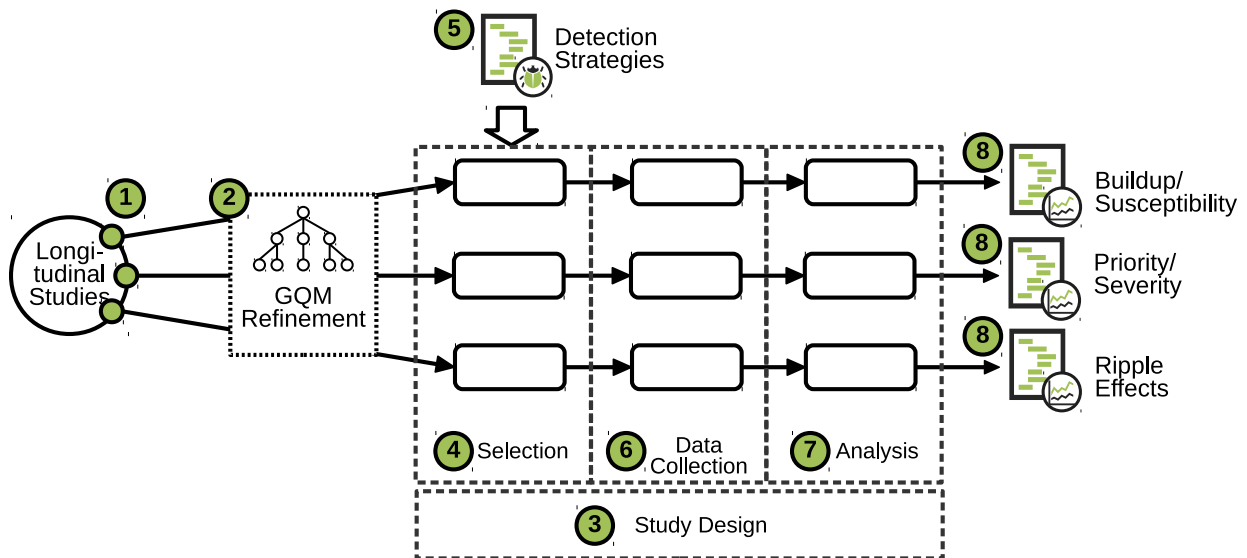 5
Detection
Strategies
1
2
Longi-
tudinal
Studies
GQM
Refinement
8
Buildup/
Susceptibility
8
Priority/
Severity
8
Ripple
Effects
4 Selection
6 Data
Collection
7 Analysis
3 Study Design